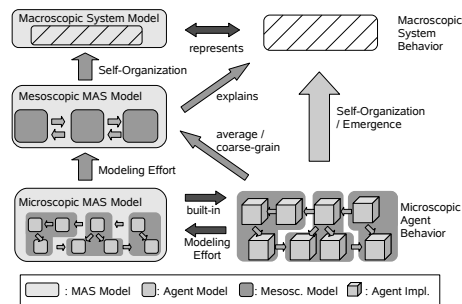 Macroscopic System Model
represents
Macroscopic
System
Behavior
Self-Organization
Mesoscopic MAS Model
explains
Self-Organization
/ Emergence
average /
coarse-grain
Modeling Effort
Microscopic MAS Model
built-in
Modeling
Effort
Microscopic
Agent
Behavior
: MAS Model
: Agent Model
: Mesosc. Model
: Agent Impl.